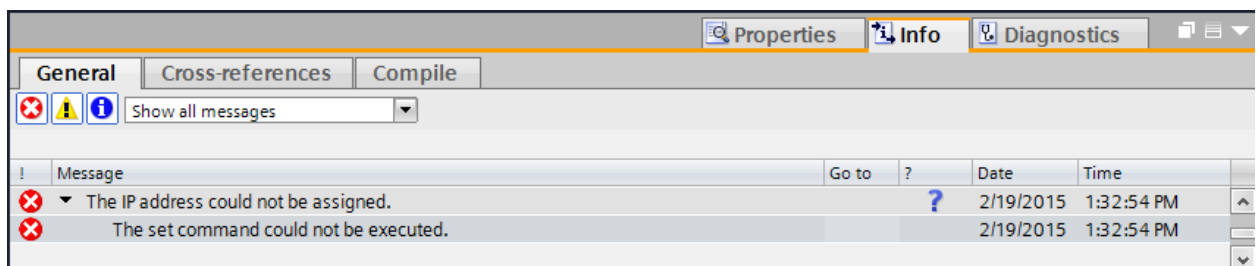 Properties Info Diagnostics
General Cross-references Compile
Show all messages
! Message Go to ? Date Time
The IP address could not be assigned. ? 2/19/2015 1:32:54 PM
The set command could not be executed. 2/19/2015 1:32:54 PM